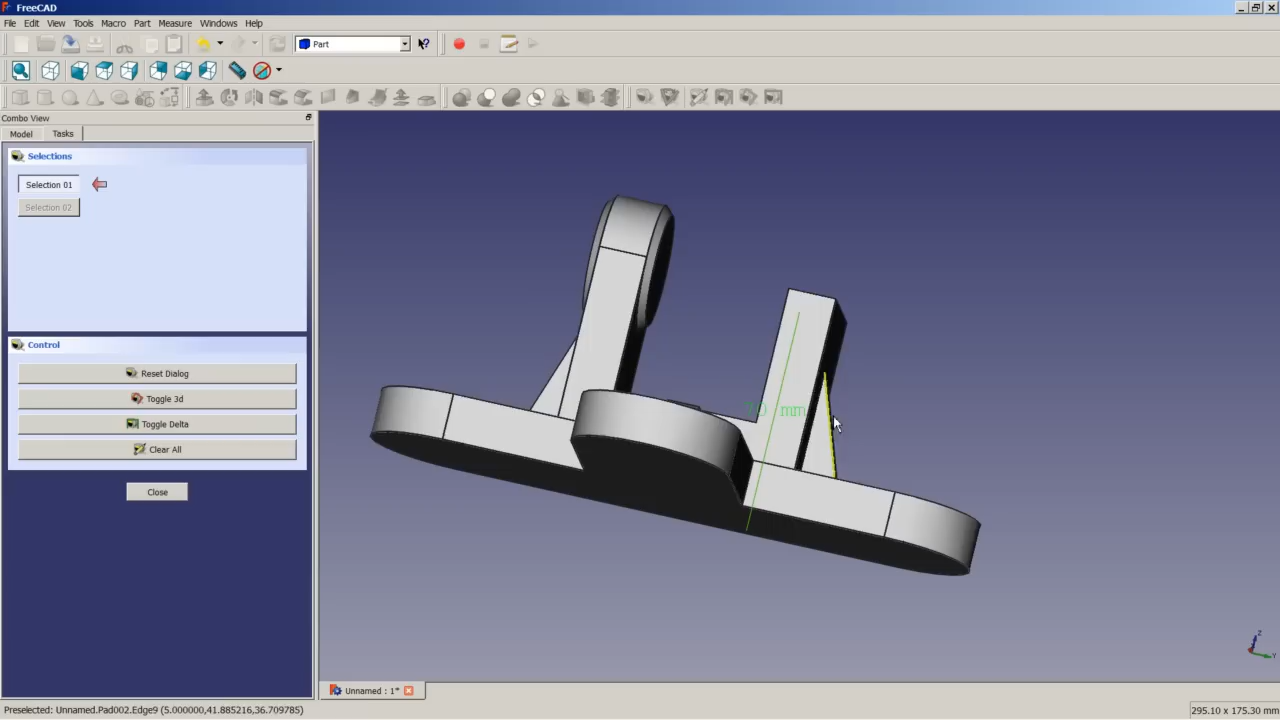 FreeCAD
File Edit View Tools Macro Part Measure Windows Help
Part
Combo View
Model Tasks
Selections
Selection 01
Selection 02
Control
Reset Dialog
Toggle 3d
Toggle Delta
Clear All
Close
mm
Z
Y
Unnamed : 1*
Preselected: Unnamed.Pad002.Edge9 (5.000000,41.885216,36.709785)
295.10 x 175.30 mm